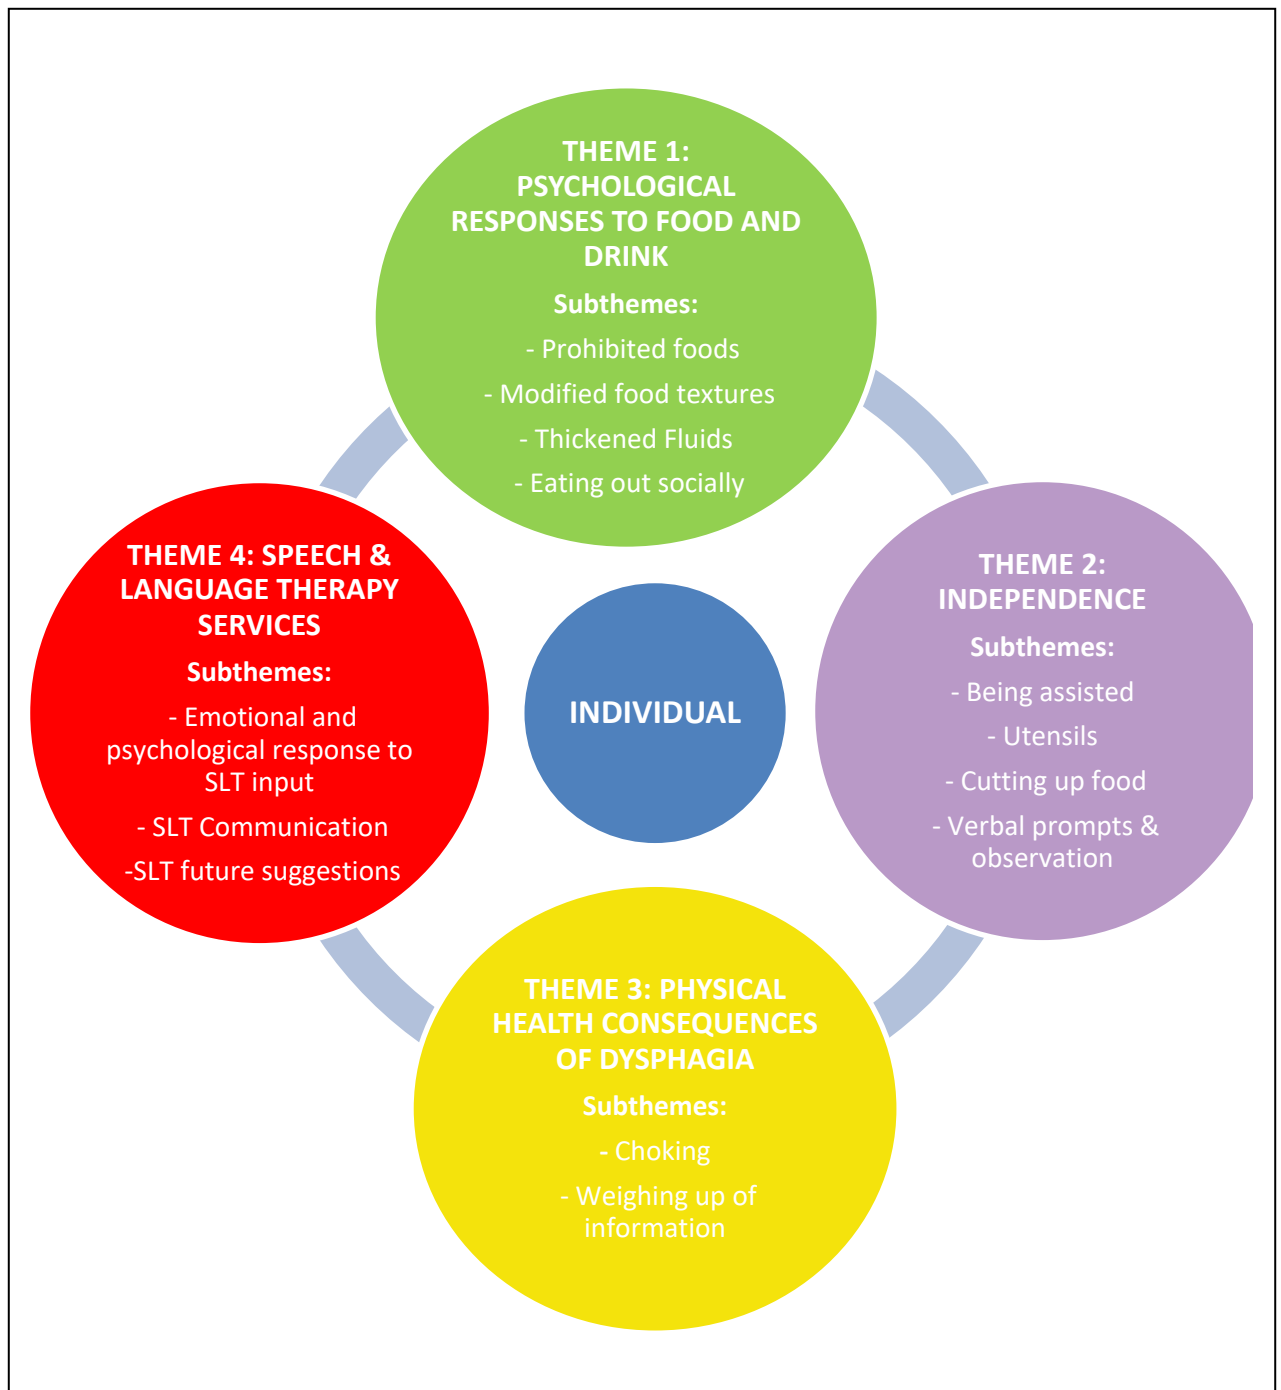 THEME 1:
PSYCHOLOGICAL
RESPONSES TO FOOD AND
DRINK
Subthemes:
- Prohibited foods
- Modified food textures
- Thickened Fluids
- Eating out socially
THEME 2:
INDEPENDENCE
Subthemes:
- Being assisted
- Utensils
- Cutting up food
- Verbal prompts &
observation
THEME 3: PHYSICAL
HEALTH CONSEQUENCES
OF DYSPHAGIA
Subthemes:
- Choking
- Weighing up of
information
THEME 4: SPEECH &
LANGUAGE THERAPY
SERVICES
Subthemes:
- Emotional and
psychological response to
SLT input
- SLT Communication
-SLT future suggestions
INDIVIDUAL